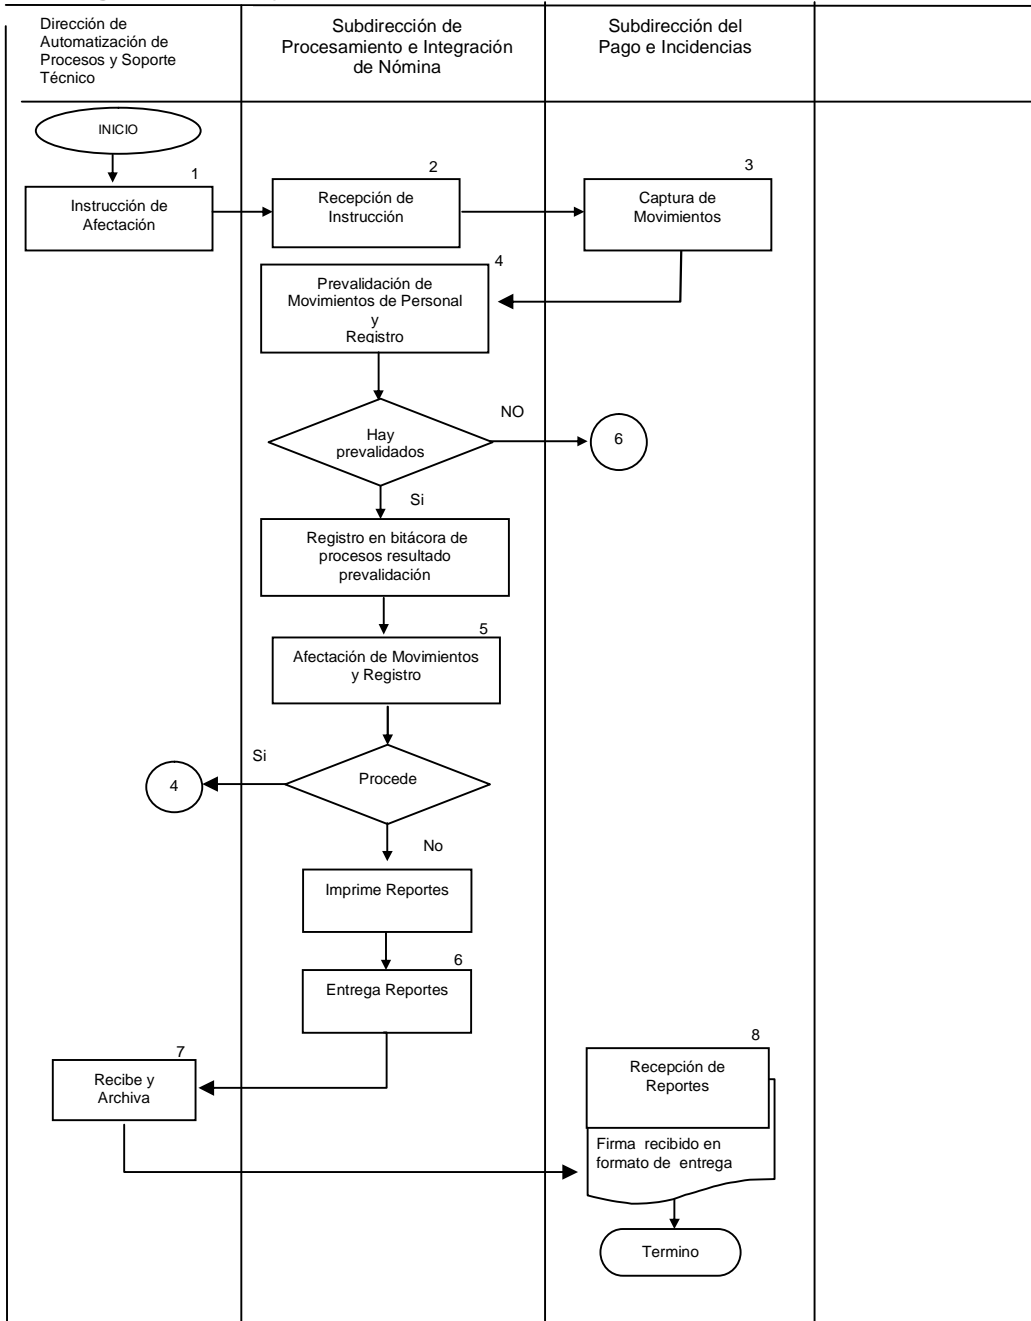 Dirección de
Automatización de
Procesos y Soporte
Técnico
Subdirección de
Procesamiento e Integración
de Nómina
Subdirección del
Pago e Incidencias
INICIO
1
Instrucción de
Afectación
2
Recepción de
Instrucción
3
Captura de
Movimientos
4
Prevalidación de
Movimientos de Personal
y
Registro
Hay
prevalidados
NO
6
Si
Registro en bitácora de
procesos resultado
prevalidación
5
Afectación de Movimientos
y Registro
Procede
Si
4
No
Imprime Reportes
6
Entrega Reportes
7
Recibe y
Archiva
8
Recepción de
Reportes
Firma recibido en
formato de entrega
Termino